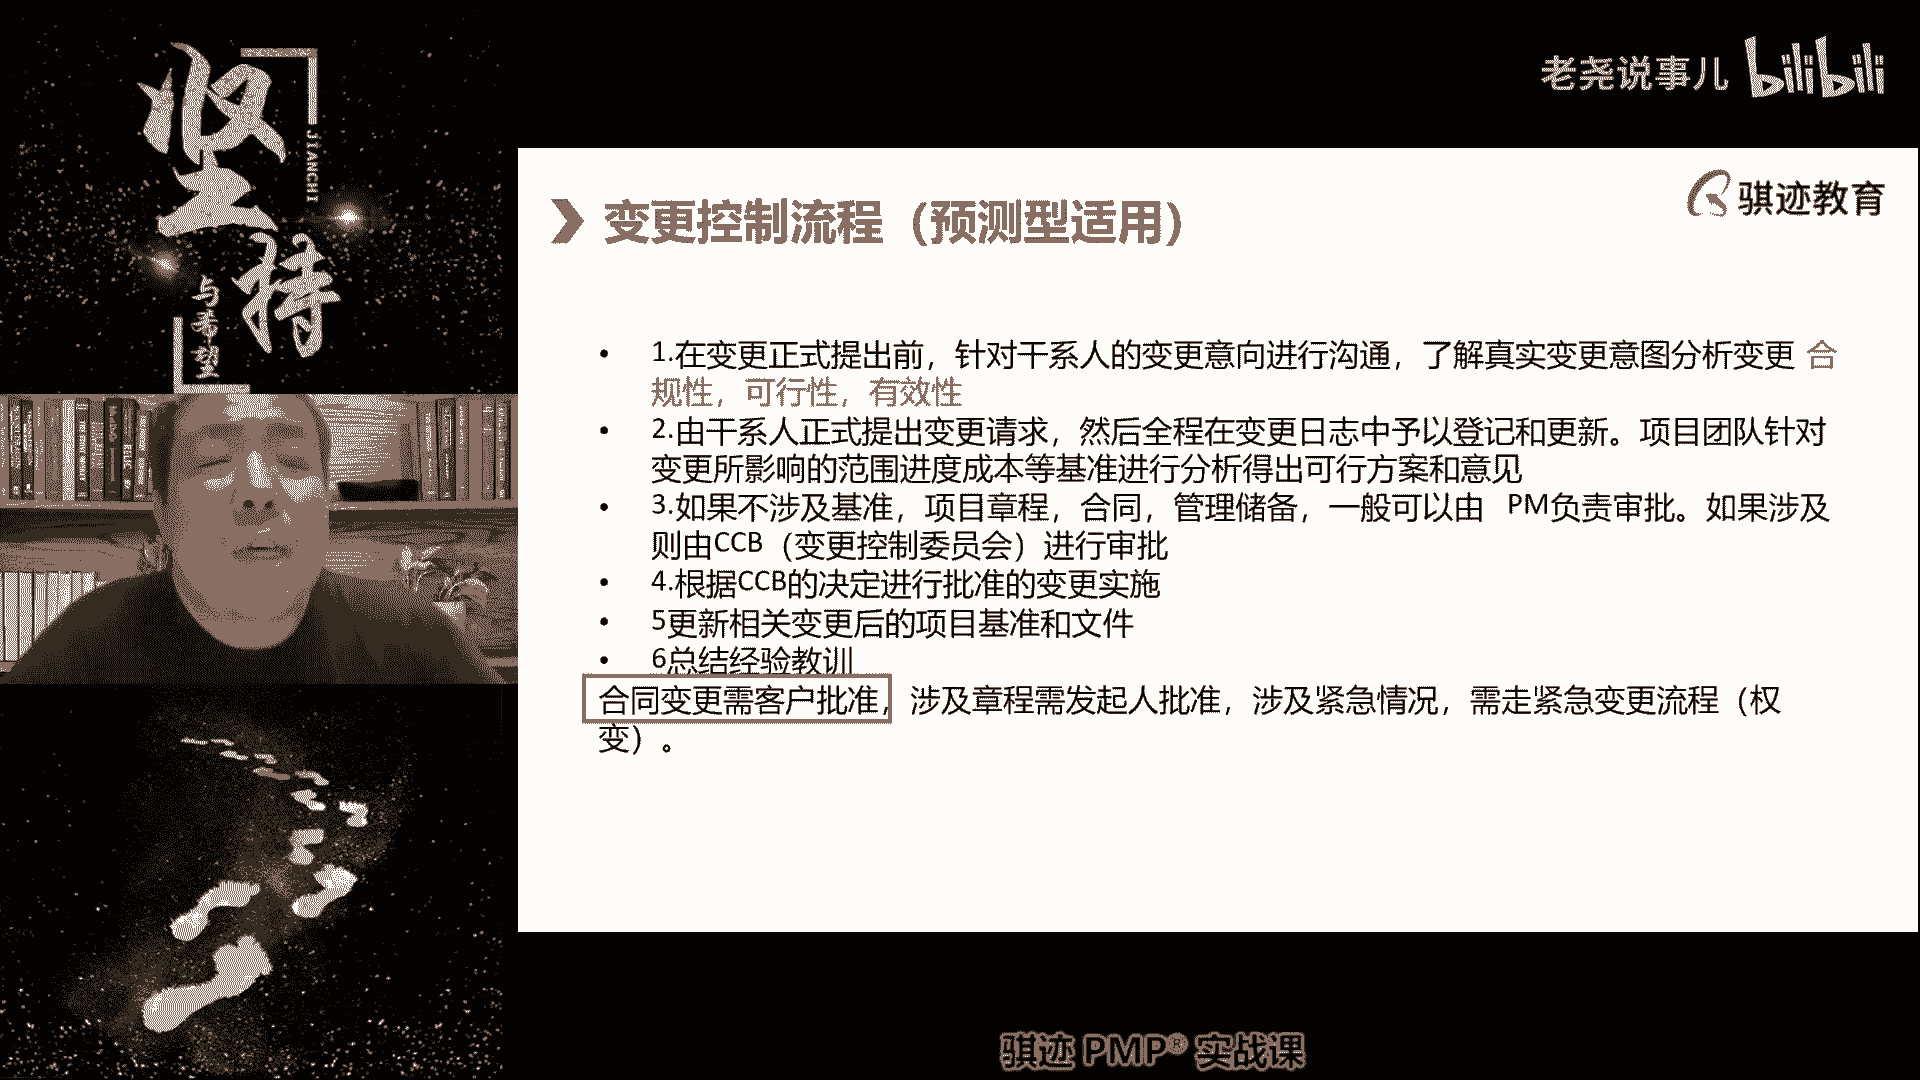 坚持
JIANCHI
与希望
老尧说事儿 bilibili
骐迹教育
变更控制流程（预测型适用）
• 1.在变更正式提出前，针对干系人的变更意向进行沟通，了解真实变更意图分析变更 合
规性，可行性，有效性
• 2.由干系人正式提出变更请求，然后全程在变更日志中予以登记和更新。项目团队针对
变更所影响的范围进度成本等基准进行分析得出可行方案和意见
• 3.如果不涉及基准，项目章程，合同，管理储备，一般可以由 PM负责审批。如果涉及
则由CCB（变更控制委员会）进行审批
• 4.根据CCB的决定进行批准的变更实施
• 5更新相关变更后的项目基准和文件
• 6总结经验教训
合同变更需客户批准，涉及章程需发起人批准，涉及紧急情况，需走紧急变更流程（权
变）。
骐迹 PMP® 实战课